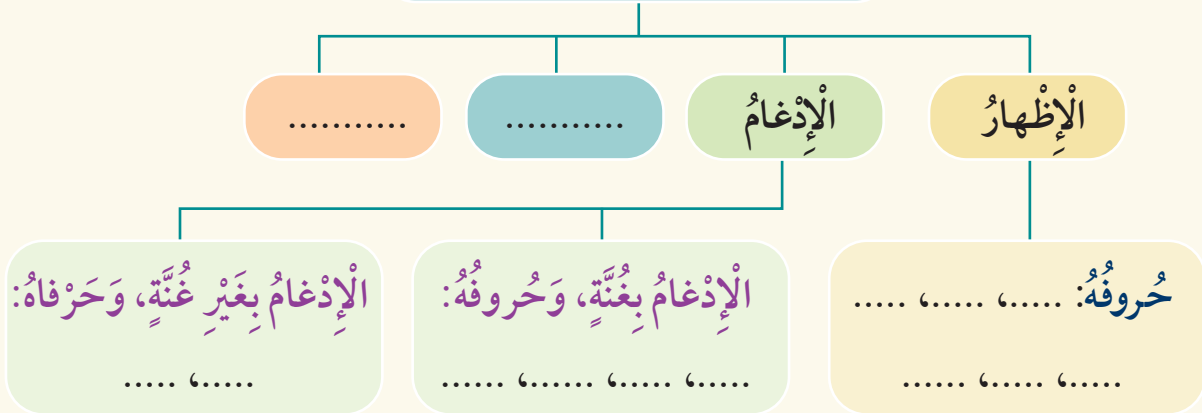 الْإِظْهارُ
الْإِدْغامُ
...........
...........
حُروفُهُ: .....، .....، .....
.....، ......، ......
الْإِدْغامُ بِغُنَّةٍ، وَحُروفُهُ:
.....، .....، ......، ......
الْإِدْغامُ بِغَيْرِ غُنَّةٍ، وَحَرْفاهُ:
.....، .....